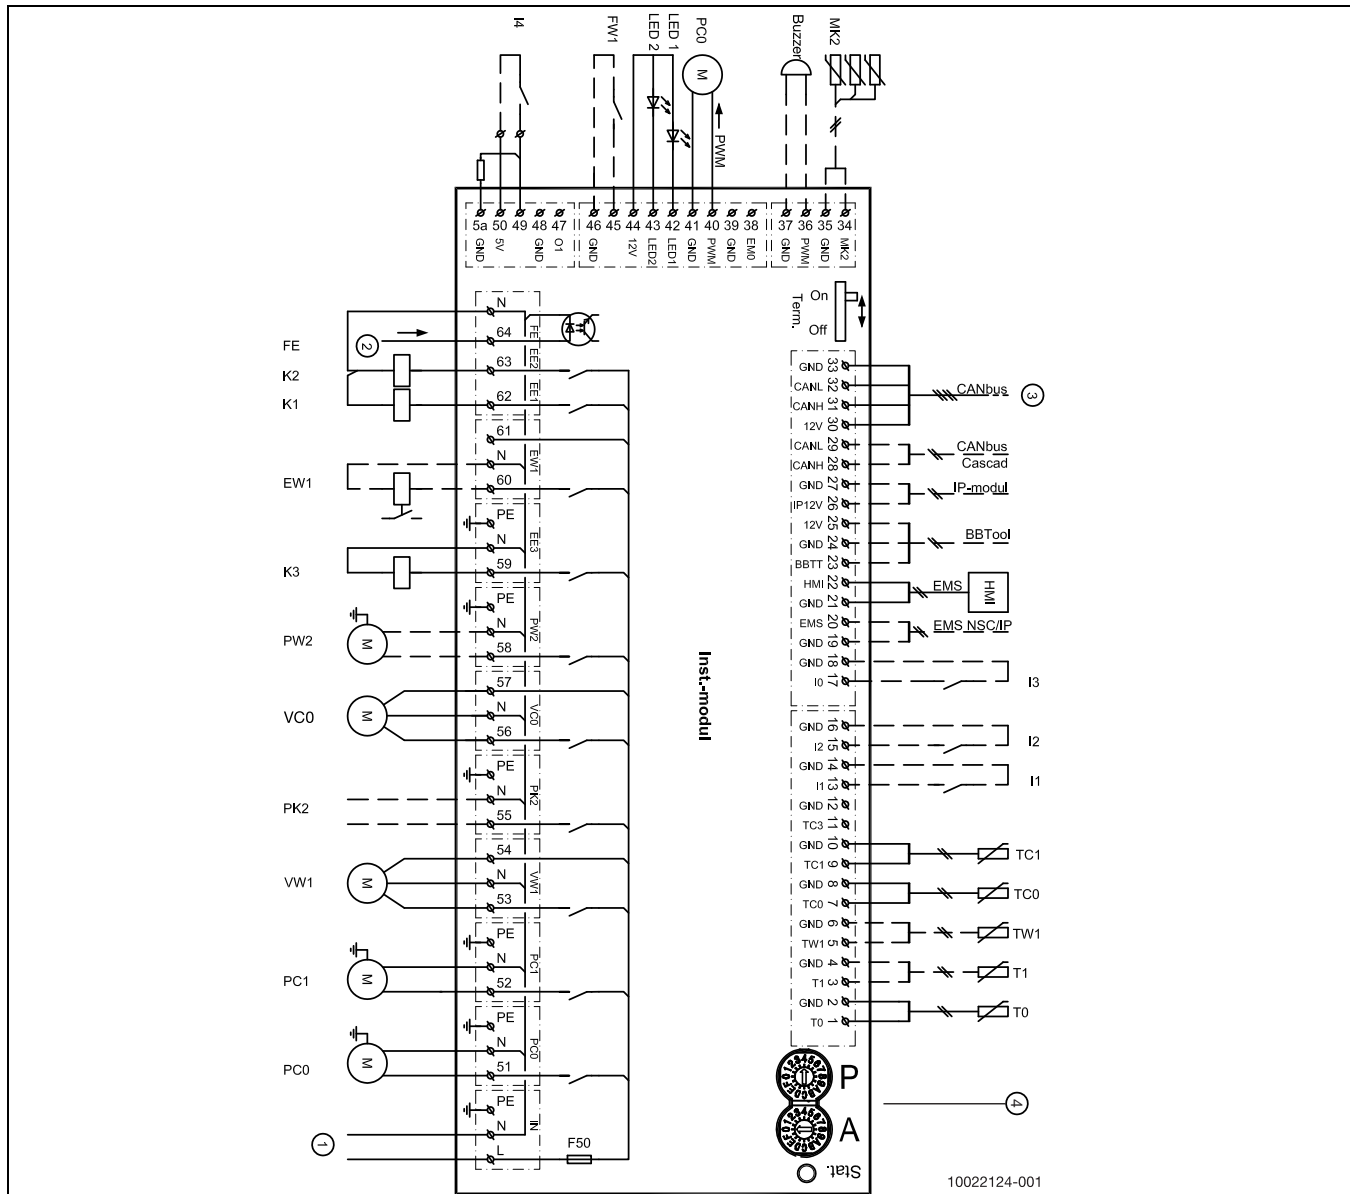 I4
FW1
LED 2
LED 1
PC0
Buzzer
MK2
M
PWM
5a 50 49 48 47
GND 5V GND O1
46 45 44 43 42 41 40 39 38
GND 12V LED2 LED1 GND PWM GND EM0
37 36 35 34
GND PWM GND MK2
On
Off
Term.
N
64
63
62
FE EE2 EE1
FE
2
K2
K1
61
N
60
EW1
EW1
PE
N
59
EE3
K3
PE
N
58
PW2
PW2
M
57
N
56
VC0
VC0
M
PE
N
55
PK2
PK2
54
N
53
VW1
VW1
M
PE
N
52
PC1
PC1
M
PE
N
51
PC0
PC0
M
PE
N
L
IN
1
F50
Inst.-modul
GND 33
CANL 32
CANH 31
12V 30
CANbus
3
CANL 29
CANH 28
CANbus
Cascad
GND 27
IP12V 26
IP-modul
12V 25
GND 24
BBTT 23
BBTool
HMI 22
GND 21
EMS
HMI
EMS 20
GND 19
EMS NSC/IP
GND 18
I0 17
I3
GND 16
I2 15
I2
GND 14
I1 13
I1
GND 12
TC3 11
GND 10
TC1 9
TC1
GND 8
TC0 7
TC0
GND 6
TW1 5
TW1
GND 4
T1 3
T1
GND 2
T0 1
T0
P
A
4
Stat.
10022124-001